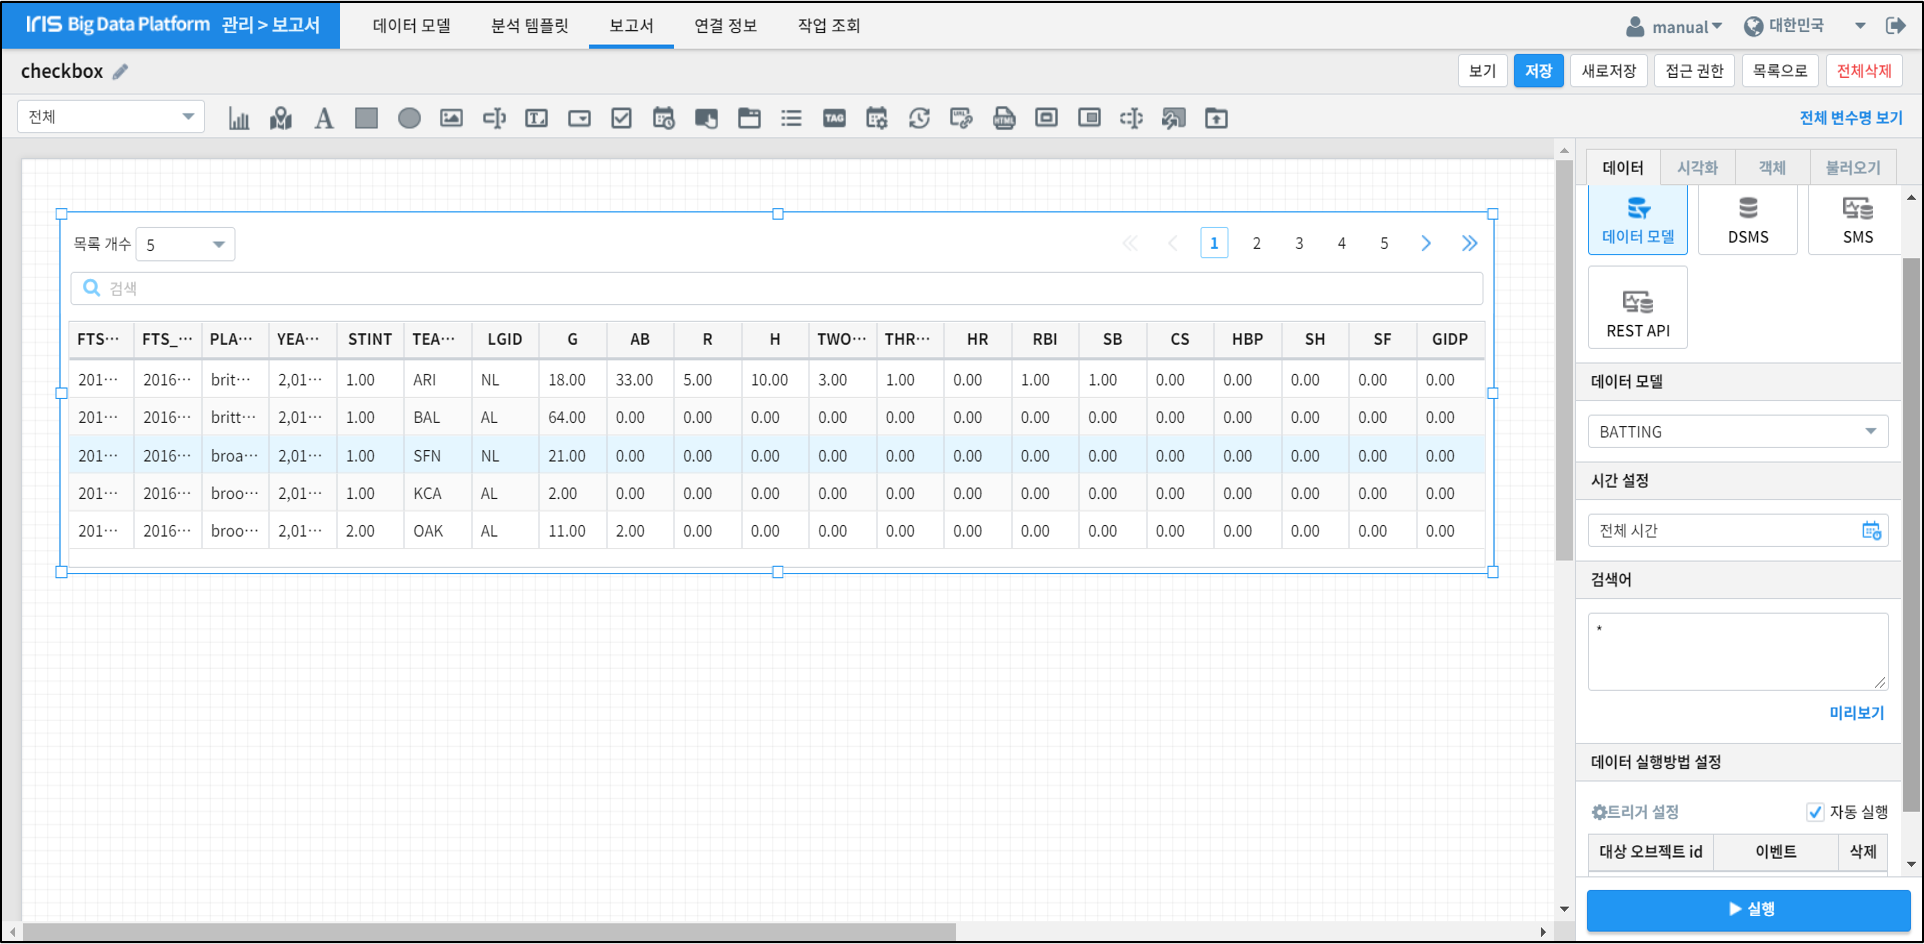 IRIS Big Data Platform 관리 > 보고서 데이터 모델 분석 템플릿 보고서 연결 정보 작업 조회 manual 대한민국
checkbox 보기 저장 새로저장 접근 권한 목록으로 전체삭제
전체 A T TAG URL HTML 전체 변수명 보기
데이터 시각화 객체 불러오기
데이터 모델 DSMS SMS
REST API
목록 개수 5 1 2 3 4 5
검색
FTS··· FTS_··· PLA··· YEA··· STINT TEA··· LGID G AB R H TWO··· THR··· HR RBI SB CS HBP SH SF GIDP
201··· 2016··· brit··· 2,01··· 1.00 ARI NL 18.00 33.00 5.00 10.00 3.00 1.00 0.00 1.00 1.00 0.00 0.00 0.00 0.00 0.00
201··· 2016··· britt··· 2,01··· 1.00 BAL AL 64.00 0.00 0.00 0.00 0.00 0.00 0.00 0.00 0.00 0.00 0.00 0.00 0.00 0.00
201··· 2016··· broa··· 2,01··· 1.00 SFN NL 21.00 0.00 0.00 0.00 0.00 0.00 0.00 0.00 0.00 0.00 0.00 0.00 0.00 0.00
201··· 2016··· broo··· 2,01··· 1.00 KCA AL 2.00 0.00 0.00 0.00 0.00 0.00 0.00 0.00 0.00 0.00 0.00 0.00 0.00 0.00
201··· 2016··· broo··· 2,01··· 2.00 OAK AL 11.00 2.00 0.00 0.00 0.00 0.00 0.00 0.00 0.00 0.00 0.00 0.00 0.00 0.00
데이터 모델
BATTING
시간 설정
전체 시간
검색어
*
미리보기
데이터 실행방법 설정
트리거 설정 자동 실행
대상 오브젝트 id 이벤트 삭제
실행